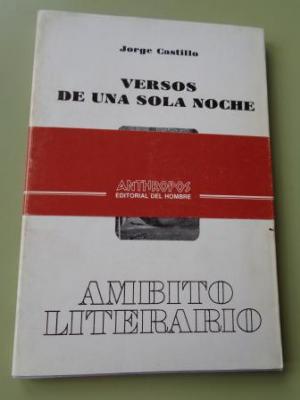 Jorge Castillo
VERSOS
DE UNA SOLA NOCHE
ANTHROPOS
EDITORIAL DEL HOMBRE
AMBITO
LITERARIO